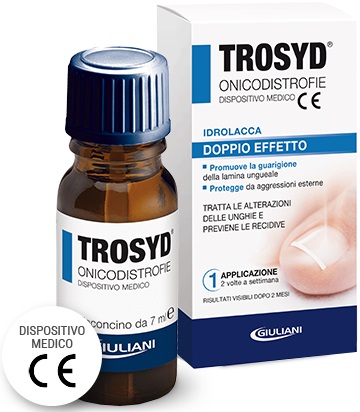 TROSYD®
ONICODISTROFIE
DISPOSITIVO MEDICO CE
IDROLACCA
DOPPIO EFFETTO
• Promuove la guarigione
della lamina ungueale
• Protegge da aggressioni esterne
TRATTA LE ALTERAZIONI
DELLE UNGHIE E
PREVIENE LE RECIDIVE
1 APPLICAZIONE
2 volte a settimana
RISULTATI VISIBILI DOPO 2 MESI
GIULIANI
TROSYD®
ONICODISTROFIE
DISPOSITIVO MEDICO
da 7 ml e
GIULIANI
DISPOSITIVO
MEDICO
CE